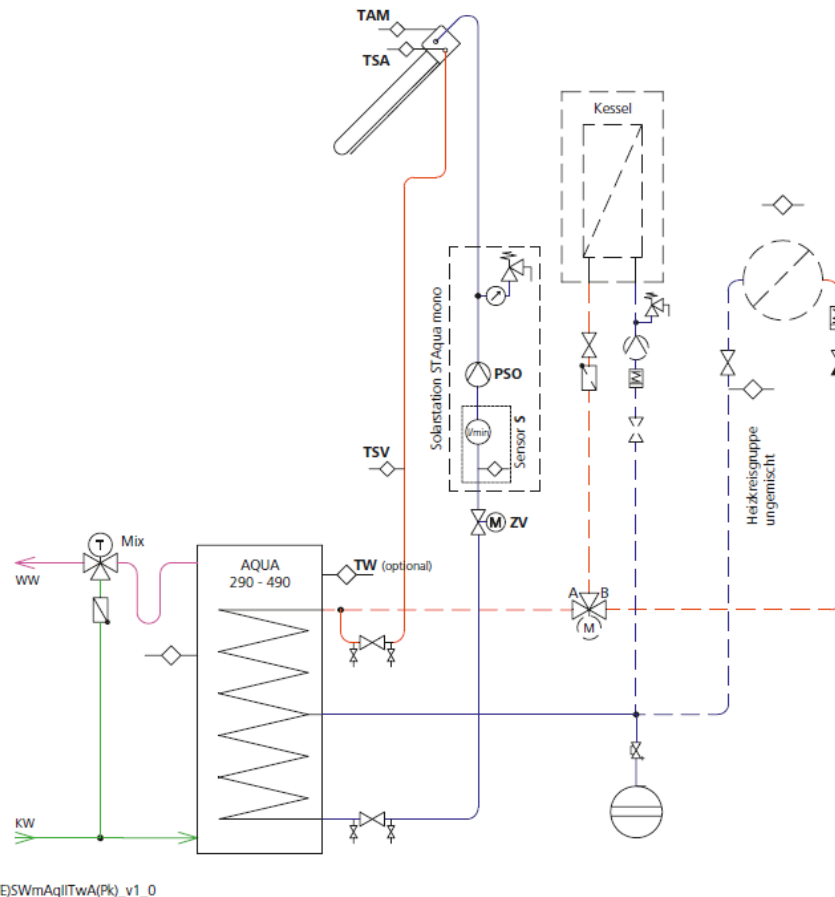 TAM
TSA
Kessel
Solarstation STAqua mono
PSO
l/min
Sensor S
TSV
M ZV
Heizkreisgruppe
ungemischt
T Mix
WW
AQUA
290 - 490
TW (optional)
A B
M
KW
E)SWmAqIITwA(Pk)_v1_0